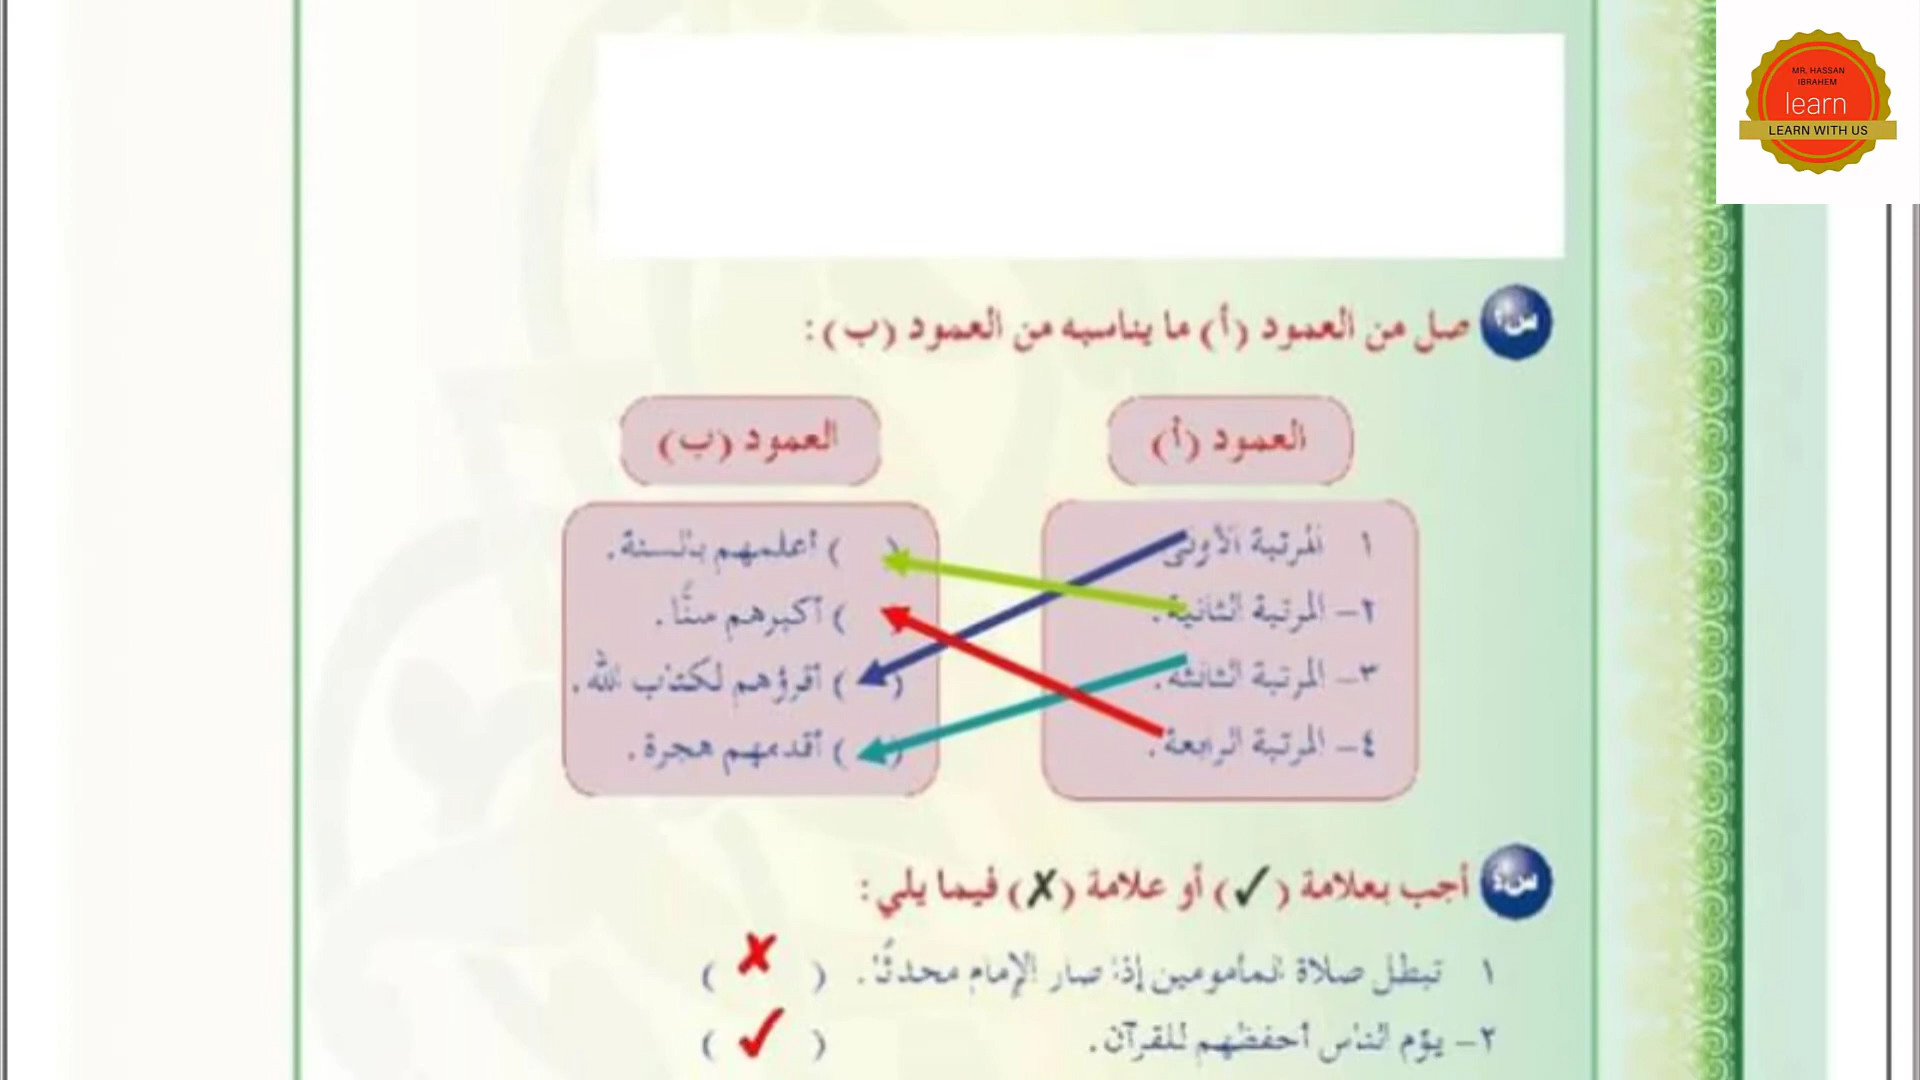 MR. HASSAN
IBRAHEM
learn
LEARN WITH US
صل من العمود (أ) ما يناسبه من العمود (ب) :
العمود (أ)
العمود (ب)
١ المرتبة الأولى
٢- المرتبة الثانية.
٣- المرتبة الثالثة.
٤- المرتبة الرابعة.
( ) أعلمهم بالسنة.
( ) أكبرهم سنًّا.
( ) أقرؤهم لكتاب الله.
( ) أقدمهم هجرة.
أجب بعلامة (✓) أو علامة (✗) فيما يلي :
١ تبطل صلاة المأمومين إذا صار الإمام محدثًا. ( ✗ )
٢- يؤم الناس أحفظهم للقرآن. ( ✓ )